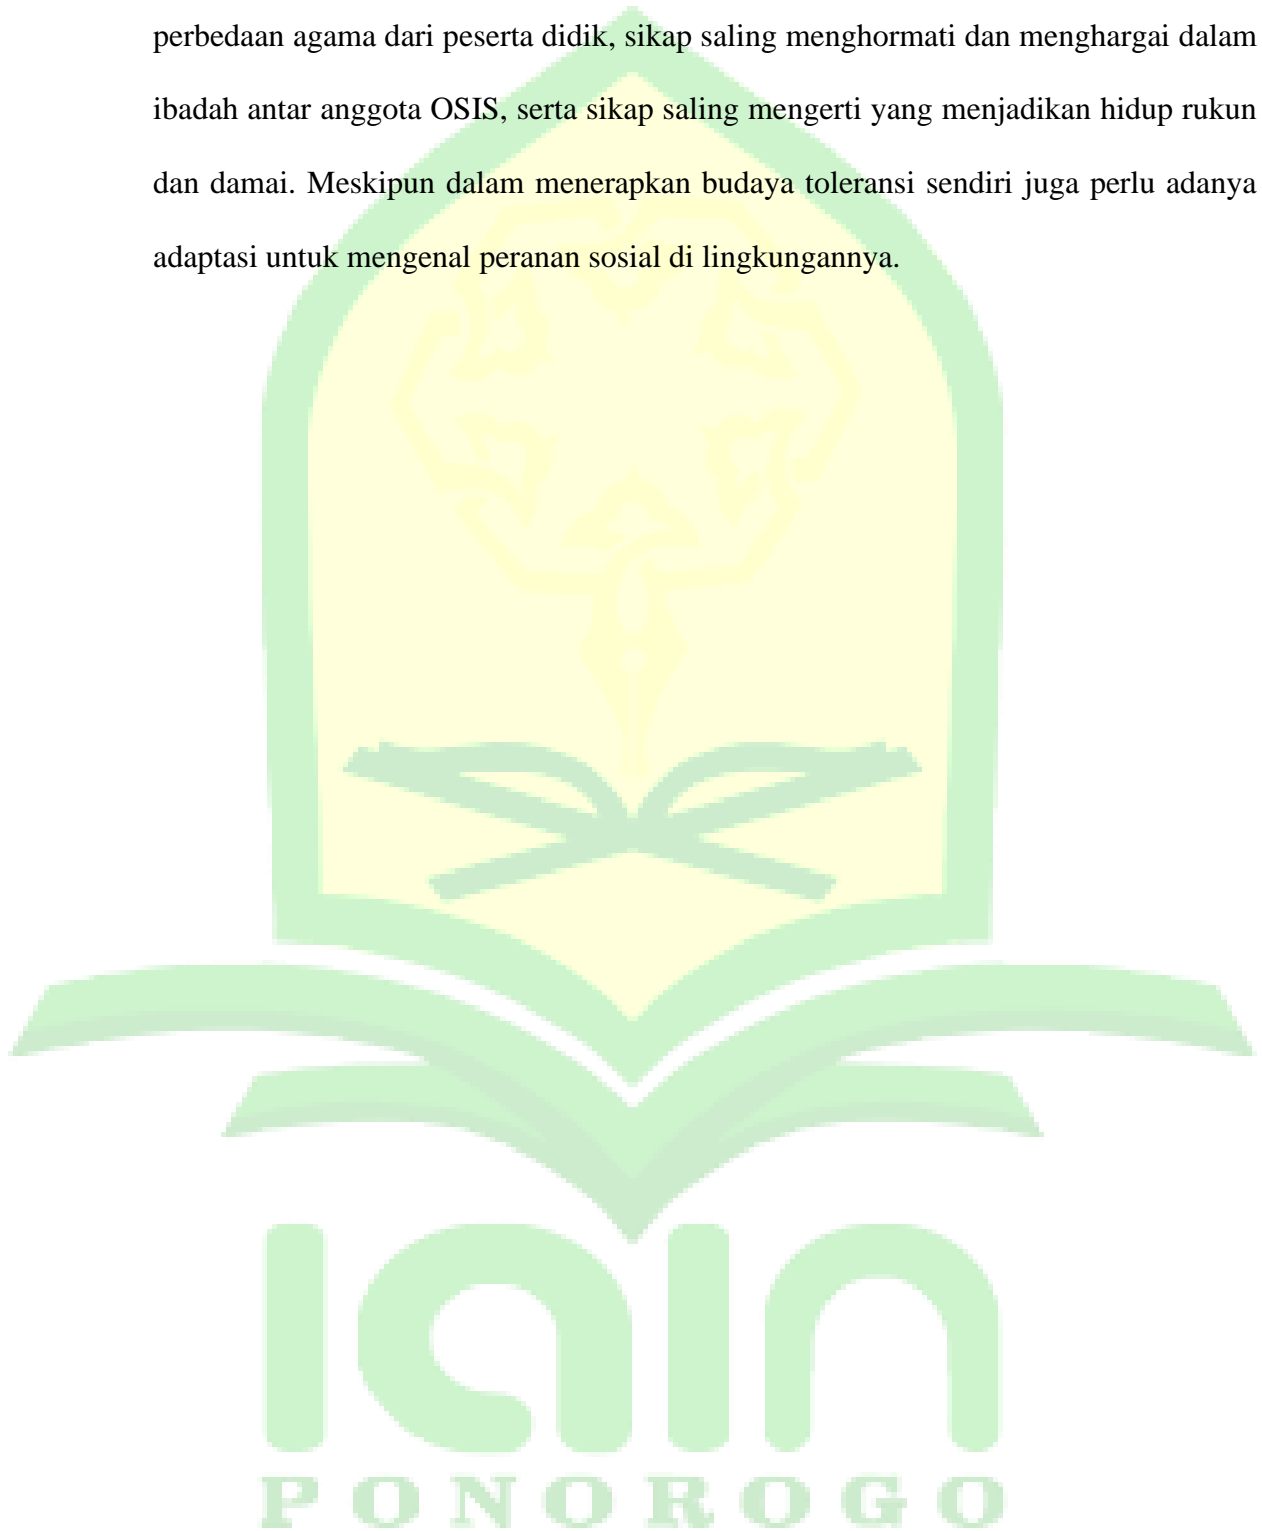 perbedaan agama dari peserta didik, sikap saling menghormati dan menghargai dalam
ibadah antar anggota OSIS, serta sikap saling mengerti yang menjadikan hidup rukun
dan damai. Meskipun dalam menerapkan budaya toleransi sendiri juga perlu adanya
adaptasi untuk mengenal peranan sosial di lingkungannya.
iain
PONOROGO